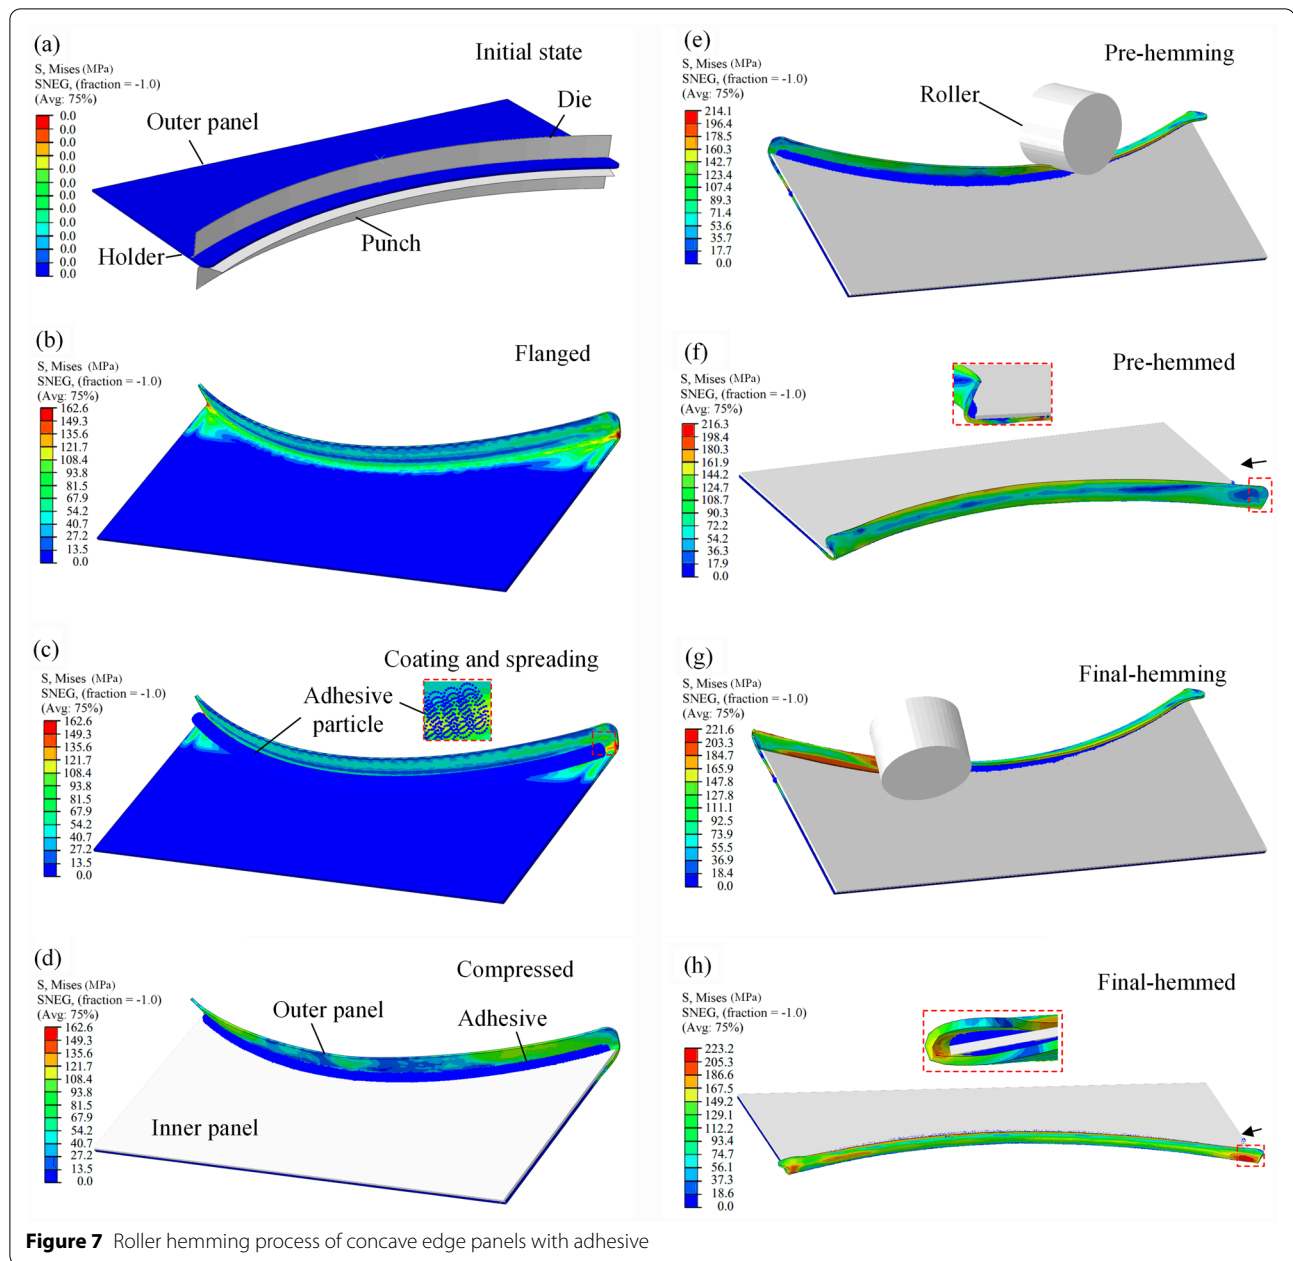 (a)
Initial state
S, Mises (MPa)
SNEG, (fraction = -1.0)
(Avg: 75%)
0.0
0.0
0.0
0.0
0.0
0.0
0.0
0.0
0.0
0.0
0.0
0.0
0.0
Outer panel
Die
Holder
Punch
(b)
Flanged
S, Mises (MPa)
SNEG, (fraction = -1.0)
(Avg: 75%)
162.6
149.3
135.6
121.7
108.4
93.8
81.5
67.9
54.2
40.7
27.2
13.5
0.0
(c)
Coating and spreading
S, Mises (MPa)
SNEG, (fraction = -1.0)
(Avg: 75%)
162.6
149.3
135.6
121.7
108.4
93.8
81.5
67.9
54.2
40.7
27.2
13.5
0.0
Adhesive
particle
(d)
Compressed
S, Mises (MPa)
SNEG, (fraction = -1.0)
(Avg: 75%)
162.6
149.3
135.6
121.7
108.4
93.8
81.5
67.9
54.2
40.7
27.2
13.5
0.0
Outer panel
Adhesive
Inner panel
(e)
Pre-hemming
S, Mises (MPa)
SNEG, (fraction = -1.0)
(Avg: 75%)
214.1
196.4
178.5
160.6
142.7
124.7
107.4
89.3
71.4
53.6
35.7
17.7
0.0
Roller
(f)
Pre-hemmed
S, Mises (MPa)
SNEG, (fraction = -1.0)
(Avg: 75%)
216.3
198.4
180.3
161.9
144.2
124.7
108.7
90.3
72.2
54.2
36.3
17.9
0.0
(g)
Final-hemming
S, Mises (MPa)
SNEG, (fraction = -1.0)
(Avg: 75%)
221.6
203.3
184.7
165.9
147.8
127.8
111.1
92.5
73.9
55.5
36.9
18.4
0.0
(h)
Final-hemmed
S, Mises (MPa)
SNEG, (fraction = -1.0)
(Avg: 75%)
223.2
205.3
186.6
167.5
149.2
129.1
112.2
93.4
74.7
56.1
37.3
18.6
0.0
Figure 7 Roller hemming process of concave edge panels with adhesive